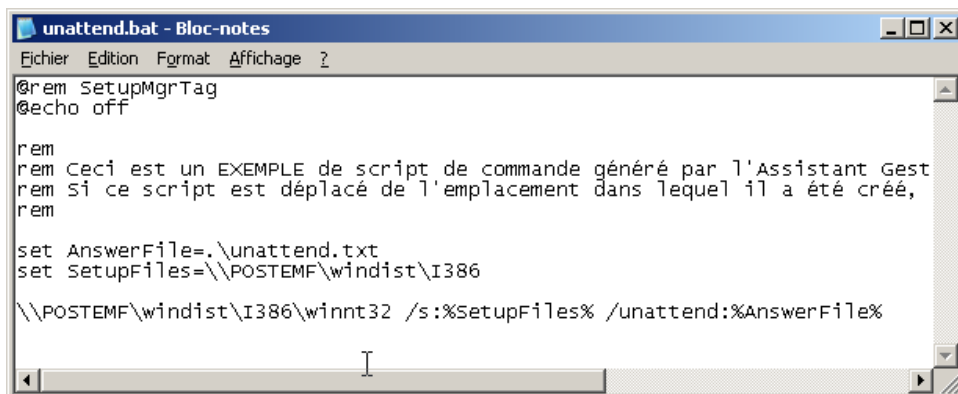 unattend.bat - Bloc-notes
Fichier Edition Format Affichage ?
@rem SetupMgrTag
@echo off
rem
rem Ceci est un EXEMPLE de script de commande généré par l'Assistant Gest
rem Si ce script est déplacé de l'emplacement dans lequel il a été créé,
rem
set AnswerFile=.\unattend.txt
set SetupFiles=\\POSTEMF\windist\I386
\\POSTEMF\windist\I386\winnt32 /s:%SetupFiles% /unattend:%AnswerFile%